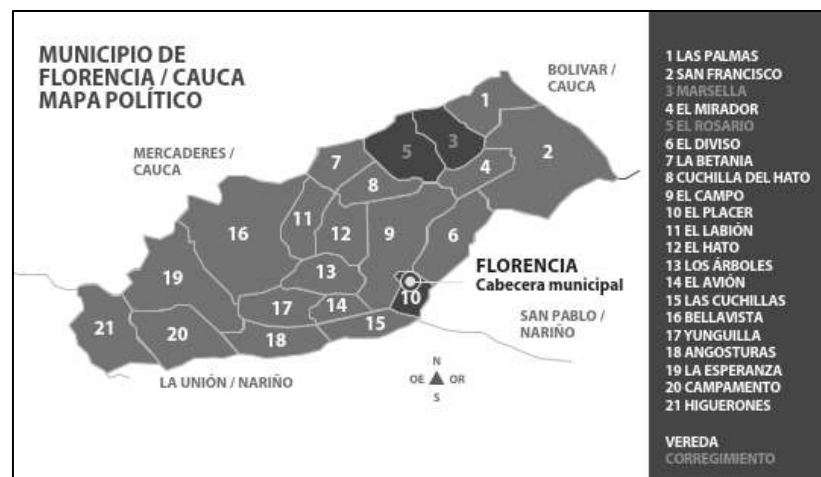 MUNICIPIO DE
FLORENCIA / CAUCA
MAPA POLÍTICO
BOLIVAR /
CAUCA
MERCADERES /
CAUCA
1
2
3
5
4
7
8
11
12
9
6
16
13
19
17
14
10
15
21
20
18
FLORENCIA
Cabecera municipal
SAN PABLO /
NARIÑO
LA UNIÓN / NARIÑO
N
OE OR
S
1 LAS PALMAS
2 SAN FRANCISCO
3 MARSELLA
4 EL MIRADOR
5 EL ROSARIO
6 EL DIVISO
7 LA BETANIA
8 CUCHILLA DEL HATO
9 EL CAMPO
10 EL PLACER
11 EL LABIÓN
12 EL HATO
13 LOS ÁRBOLES
14 EL AVIÓN
15 LAS CUCHILLAS
16 BELLAVISTA
17 YUNGUILLA
18 ANGOSTURAS
19 LA ESPERANZA
20 CAMPAMENTO
21 HIGUERONES
VEREDA
CORREGIMIENTO